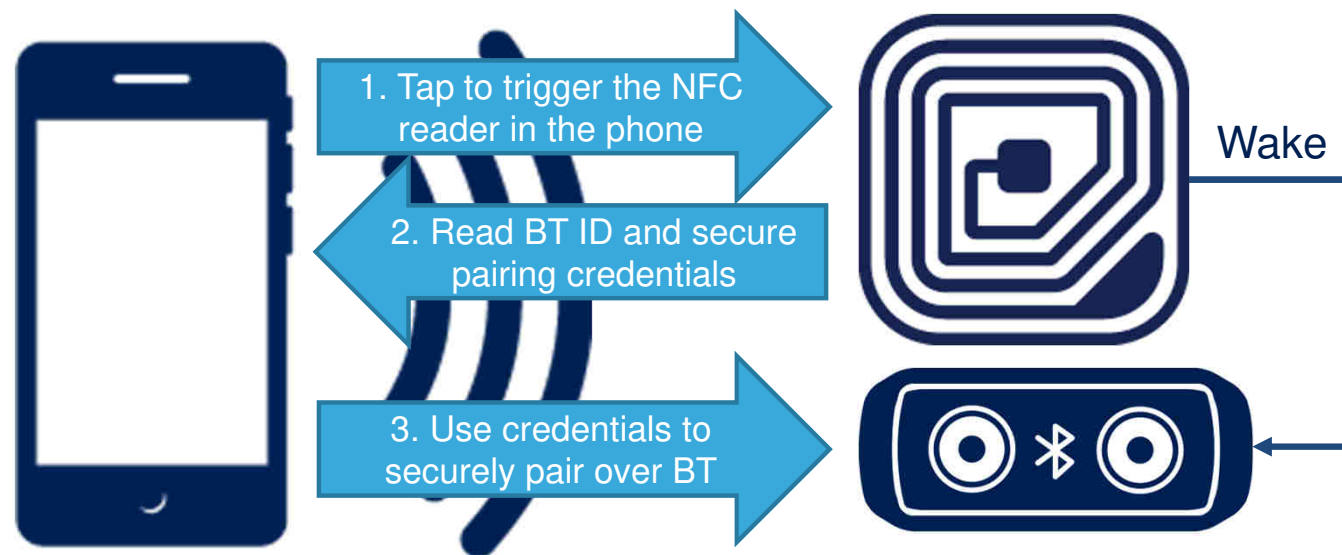 1. Tap to trigger the NFC
reader in the phone
Wake
2. Read BT ID and secure
pairing credentials
3. Use credentials to
securely pair over BT